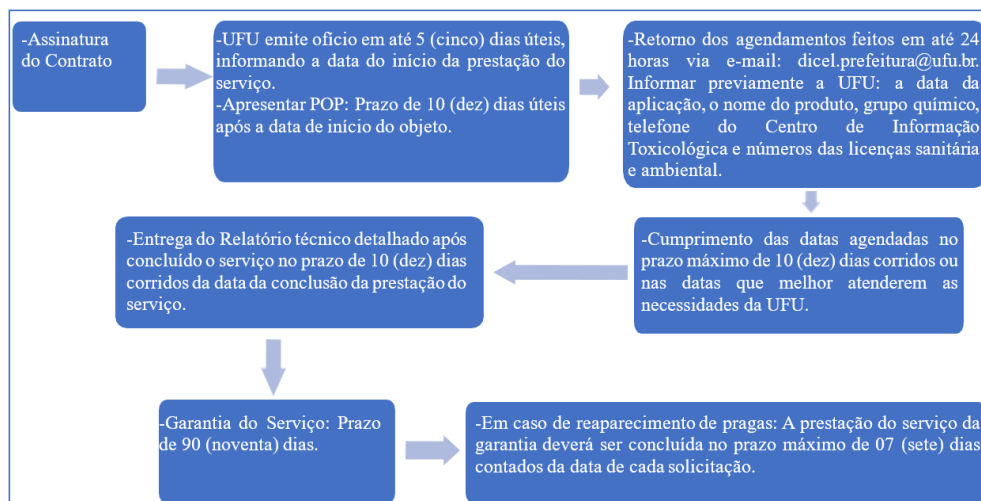 -Assinatura
do Contrato
-UFU emite ofício em até 5 (cinco) dias úteis,
informando a data do início da prestação do
serviço.
-Apresentar POP: Prazo de 10 (dez) dias úteis
após a data de início do objeto.
-Retorno dos agendamentos feitos em até 24
horas via e-mail: dicel.prefeitura@ufu.br.
Informar previamente a UFU: a data da
aplicação, o nome do produto, grupo químico,
telefone do Centro de Informação
Toxicológica e números das licenças sanitária
e ambiental.
-Cumprimento das datas agendadas no
prazo máximo de 10 (dez) dias corridos ou
nas datas que melhor atenderem as
necessidades da UFU.
-Entrega do Relatório técnico detalhado após
concluído o serviço no prazo de 10 (dez) dias
corridos da data da conclusão da prestação do
serviço.
-Garantia do Serviço: Prazo
de 90 (noventa) dias.
-Em caso de reaparecimento de pragas: A prestação do serviço da
garantia deverá ser concluída no prazo máximo de 07 (sete) dias
contados da data de cada solicitação.